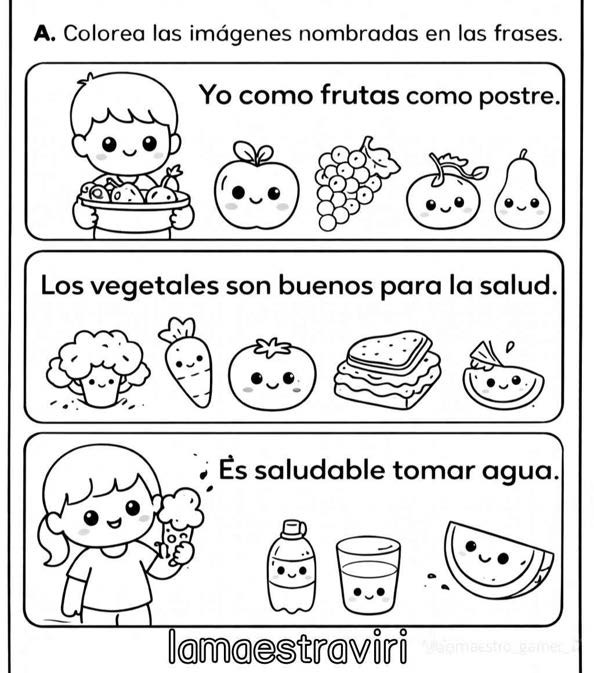 A. Colorea las imágenes nombradas en las frases.
Yo como frutas como postre.
Los vegetales son buenos para la salud.
És saludable tomar agua.
lamaestraviri